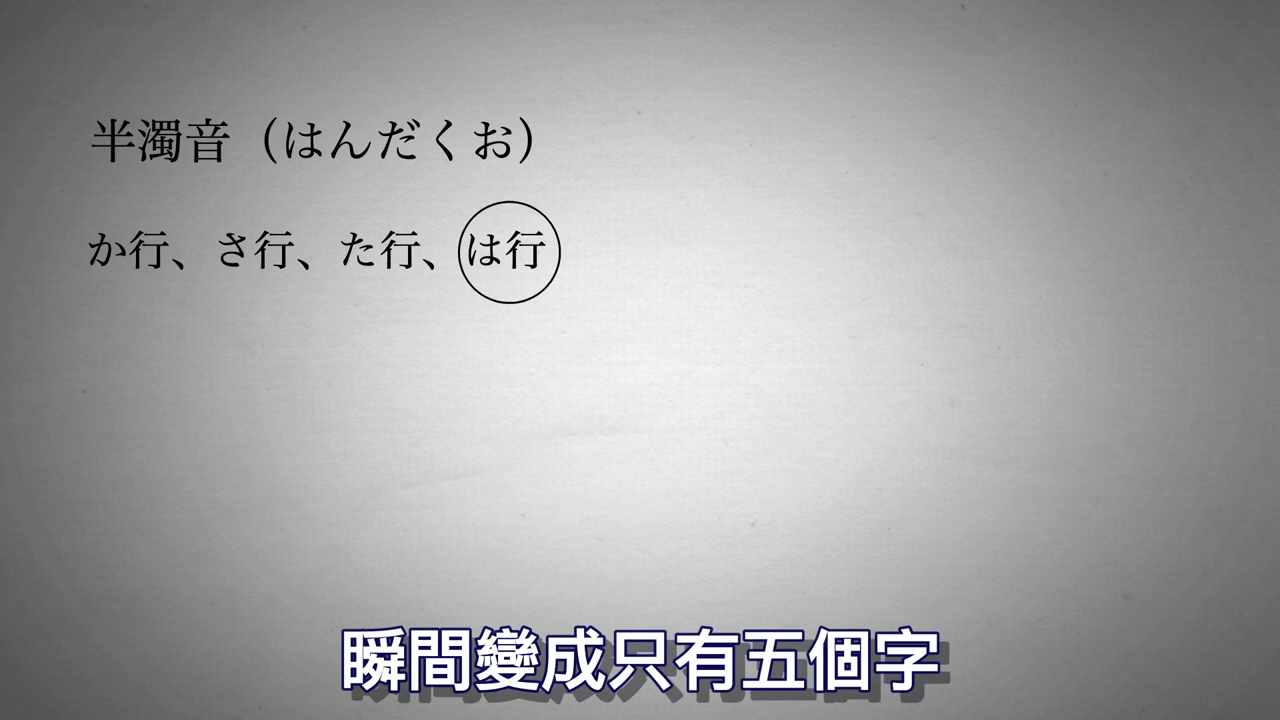 半濁音（はんだくお）
か行、さ行、た行、は行
瞬間變成只有五個字